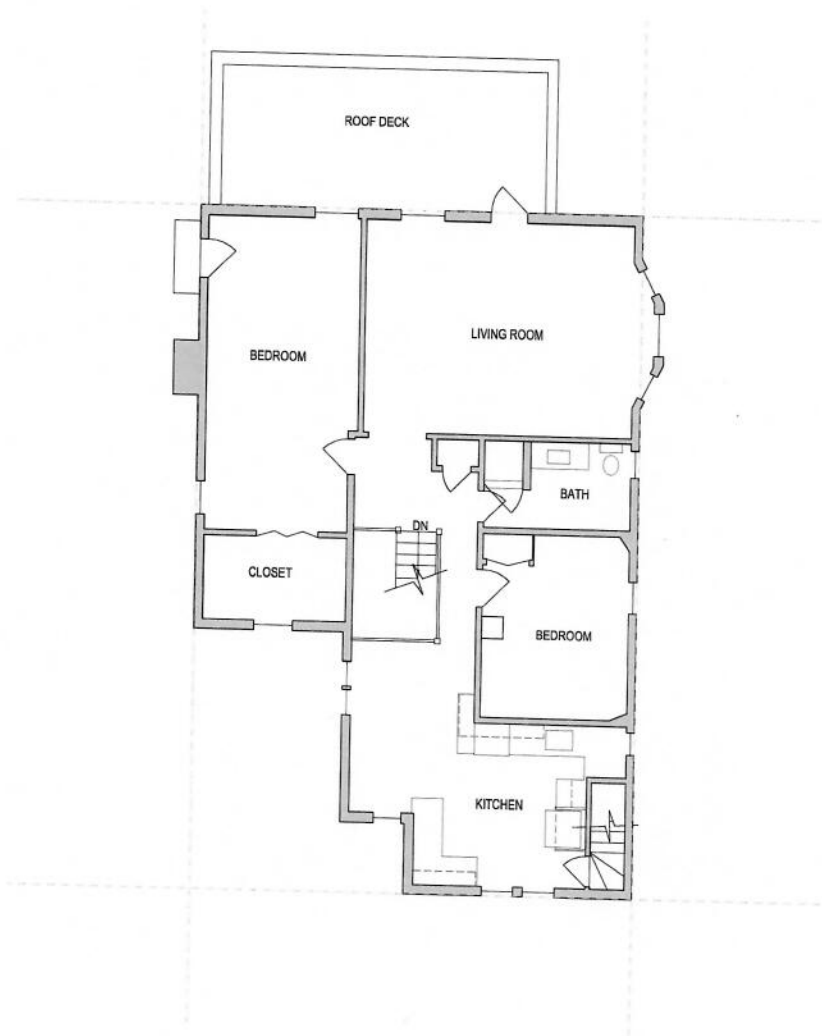 ROOF DECK
LIVING ROOM
BEDROOM
BATH
DN
CLOSET
BEDROOM
KITCHEN